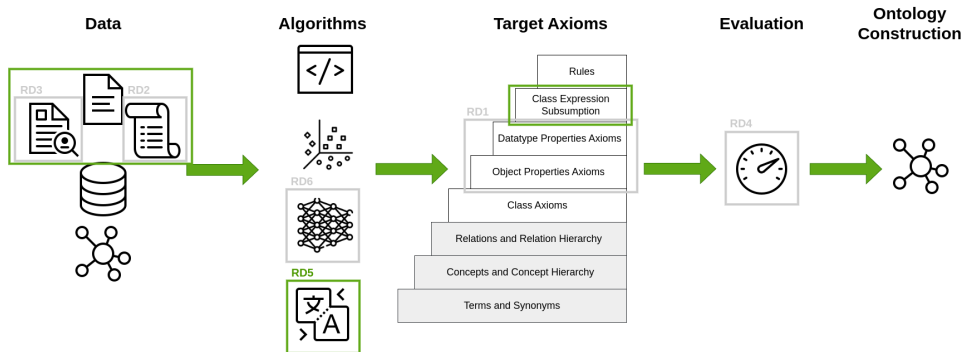 Data
Algorithms
Target Axioms
Evaluation
Ontology
Construction
RD3
RD2
</>
RD6
RD5
文
A
Rules
Class Expression
Subsumption
RD1
Datatype Properties Axioms
Object Properties Axioms
Class Axioms
Relations and Relation Hierarchy
Concepts and Concept Hierarchy
Terms and Synonyms
RD4